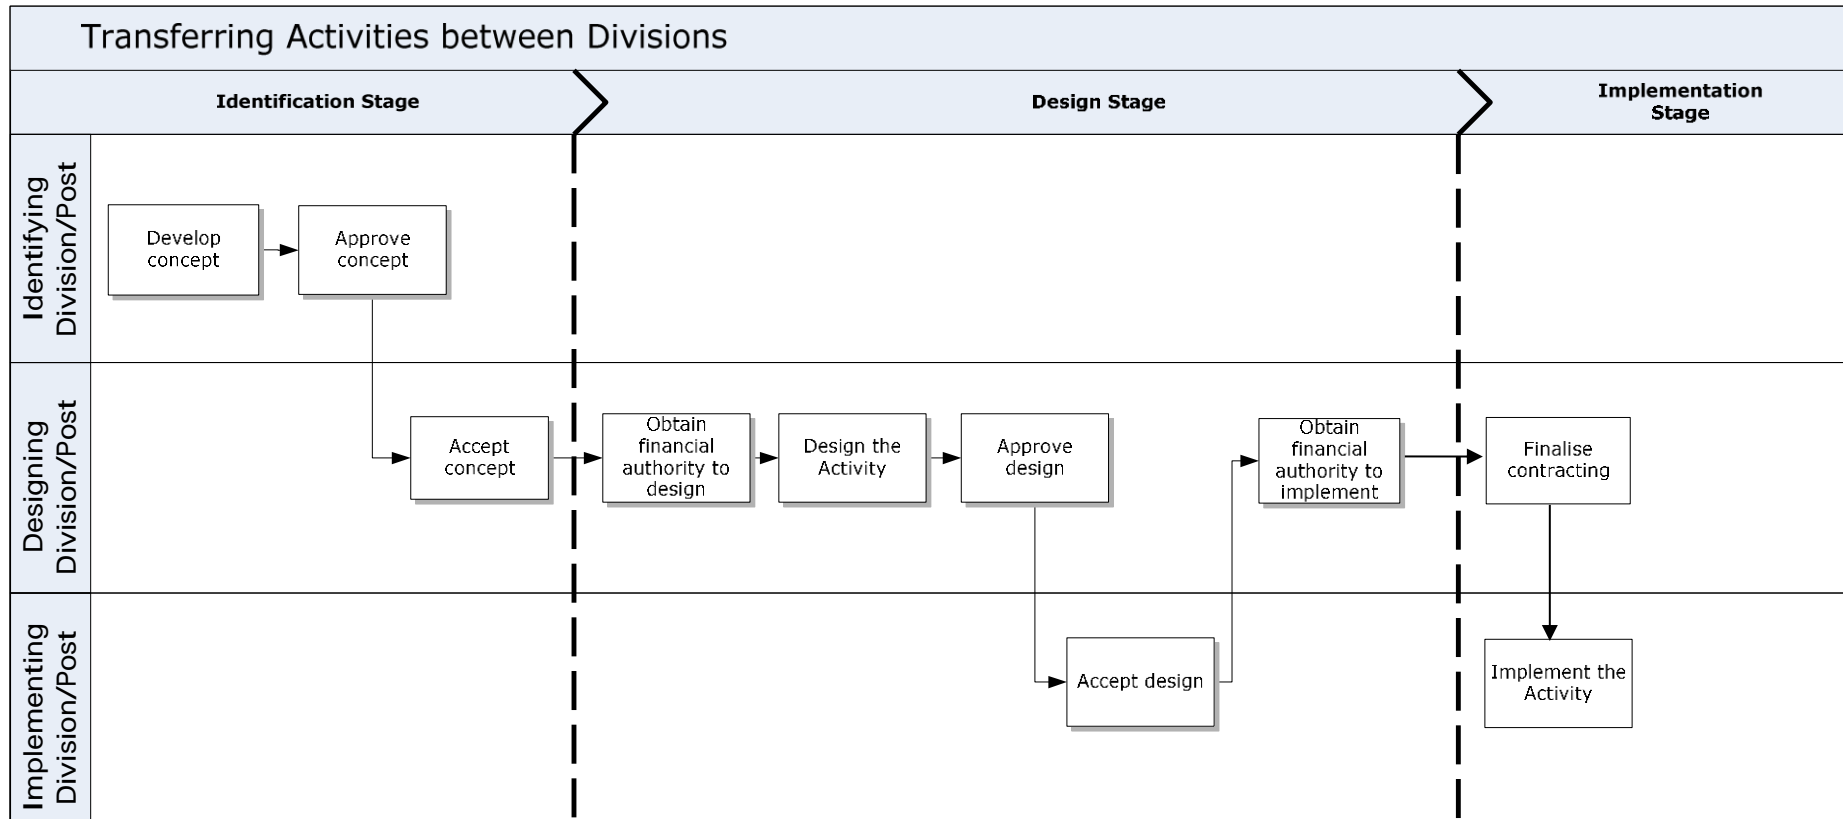 Transferring Activities between Divisions
Identification Stage
Design Stage
Implementation
Stage
Identifying
Division/Post
Develop
concept
Approve
concept
Designing
Division/Post
Accept
concept
Obtain
financial
authority to
design
Design the
Activity
Approve
design
Obtain
financial
authority to
implement
Finalise
contracting
Implementing
Division/Post
Accept design
Implement the
Activity